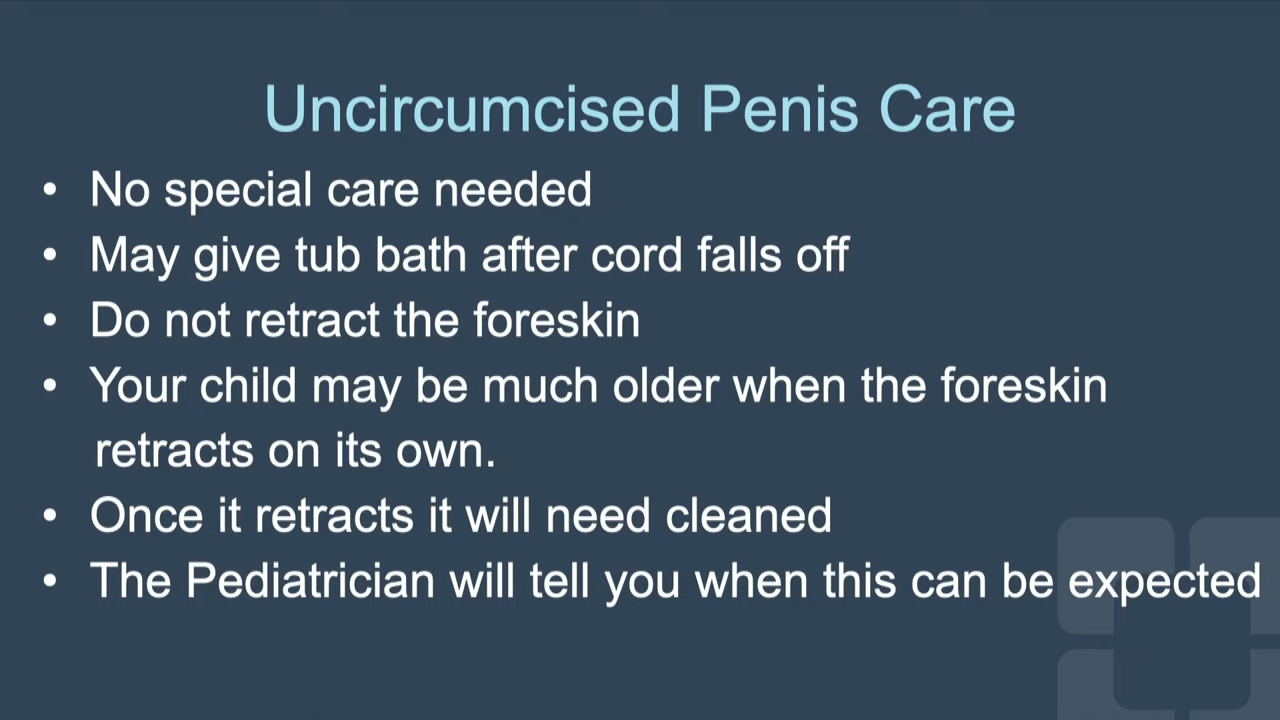 Uncircumcised Penis Care
• No special care needed
• May give tub bath after cord falls off
• Do not retract the foreskin
• Your child may be much older when the foreskin
retracts on its own.
• Once it retracts it will need cleaned
• The Pediatrician will tell you when this can be expected